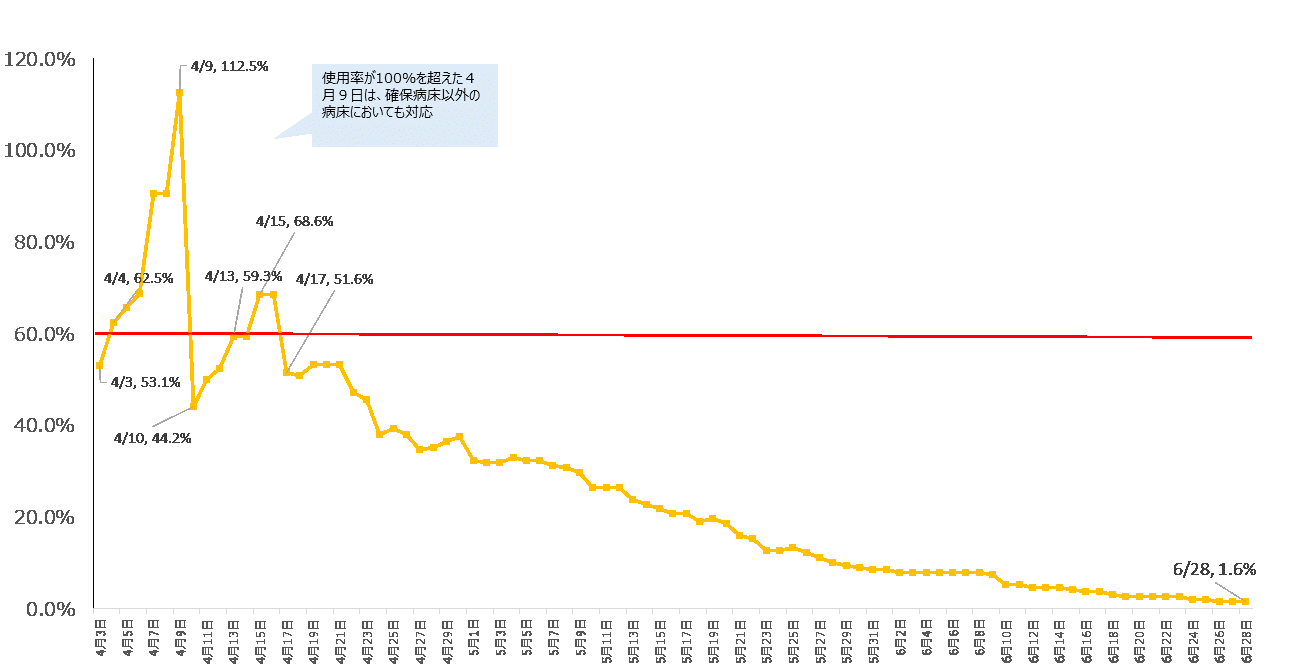 120.0%
100.0%
80.0%
60.0%
40.0%
20.0%
0.0%
4/9, 112.5%
使用率が100%を超えた４
月９日は、確保病床以外の
病床においても対応
4/15, 68.6%
4/4, 62.5%
4/13, 59.3%
4/17, 51.6%
4/3, 53.1%
4/10, 44.2%
6/28, 1.6%
4月3日
4月5日
4月7日
4月9日
4月11日
4月13日
4月15日
4月17日
4月19日
4月21日
4月23日
4月25日
4月27日
4月29日
5月1日
5月3日
5月5日
5月7日
5月9日
5月11日
5月13日
5月15日
5月17日
5月19日
5月21日
5月23日
5月25日
5月27日
5月29日
5月31日
6月2日
6月4日
6月6日
6月8日
6月10日
6月12日
6月14日
6月16日
6月18日
6月20日
6月22日
6月24日
6月26日
6月28日